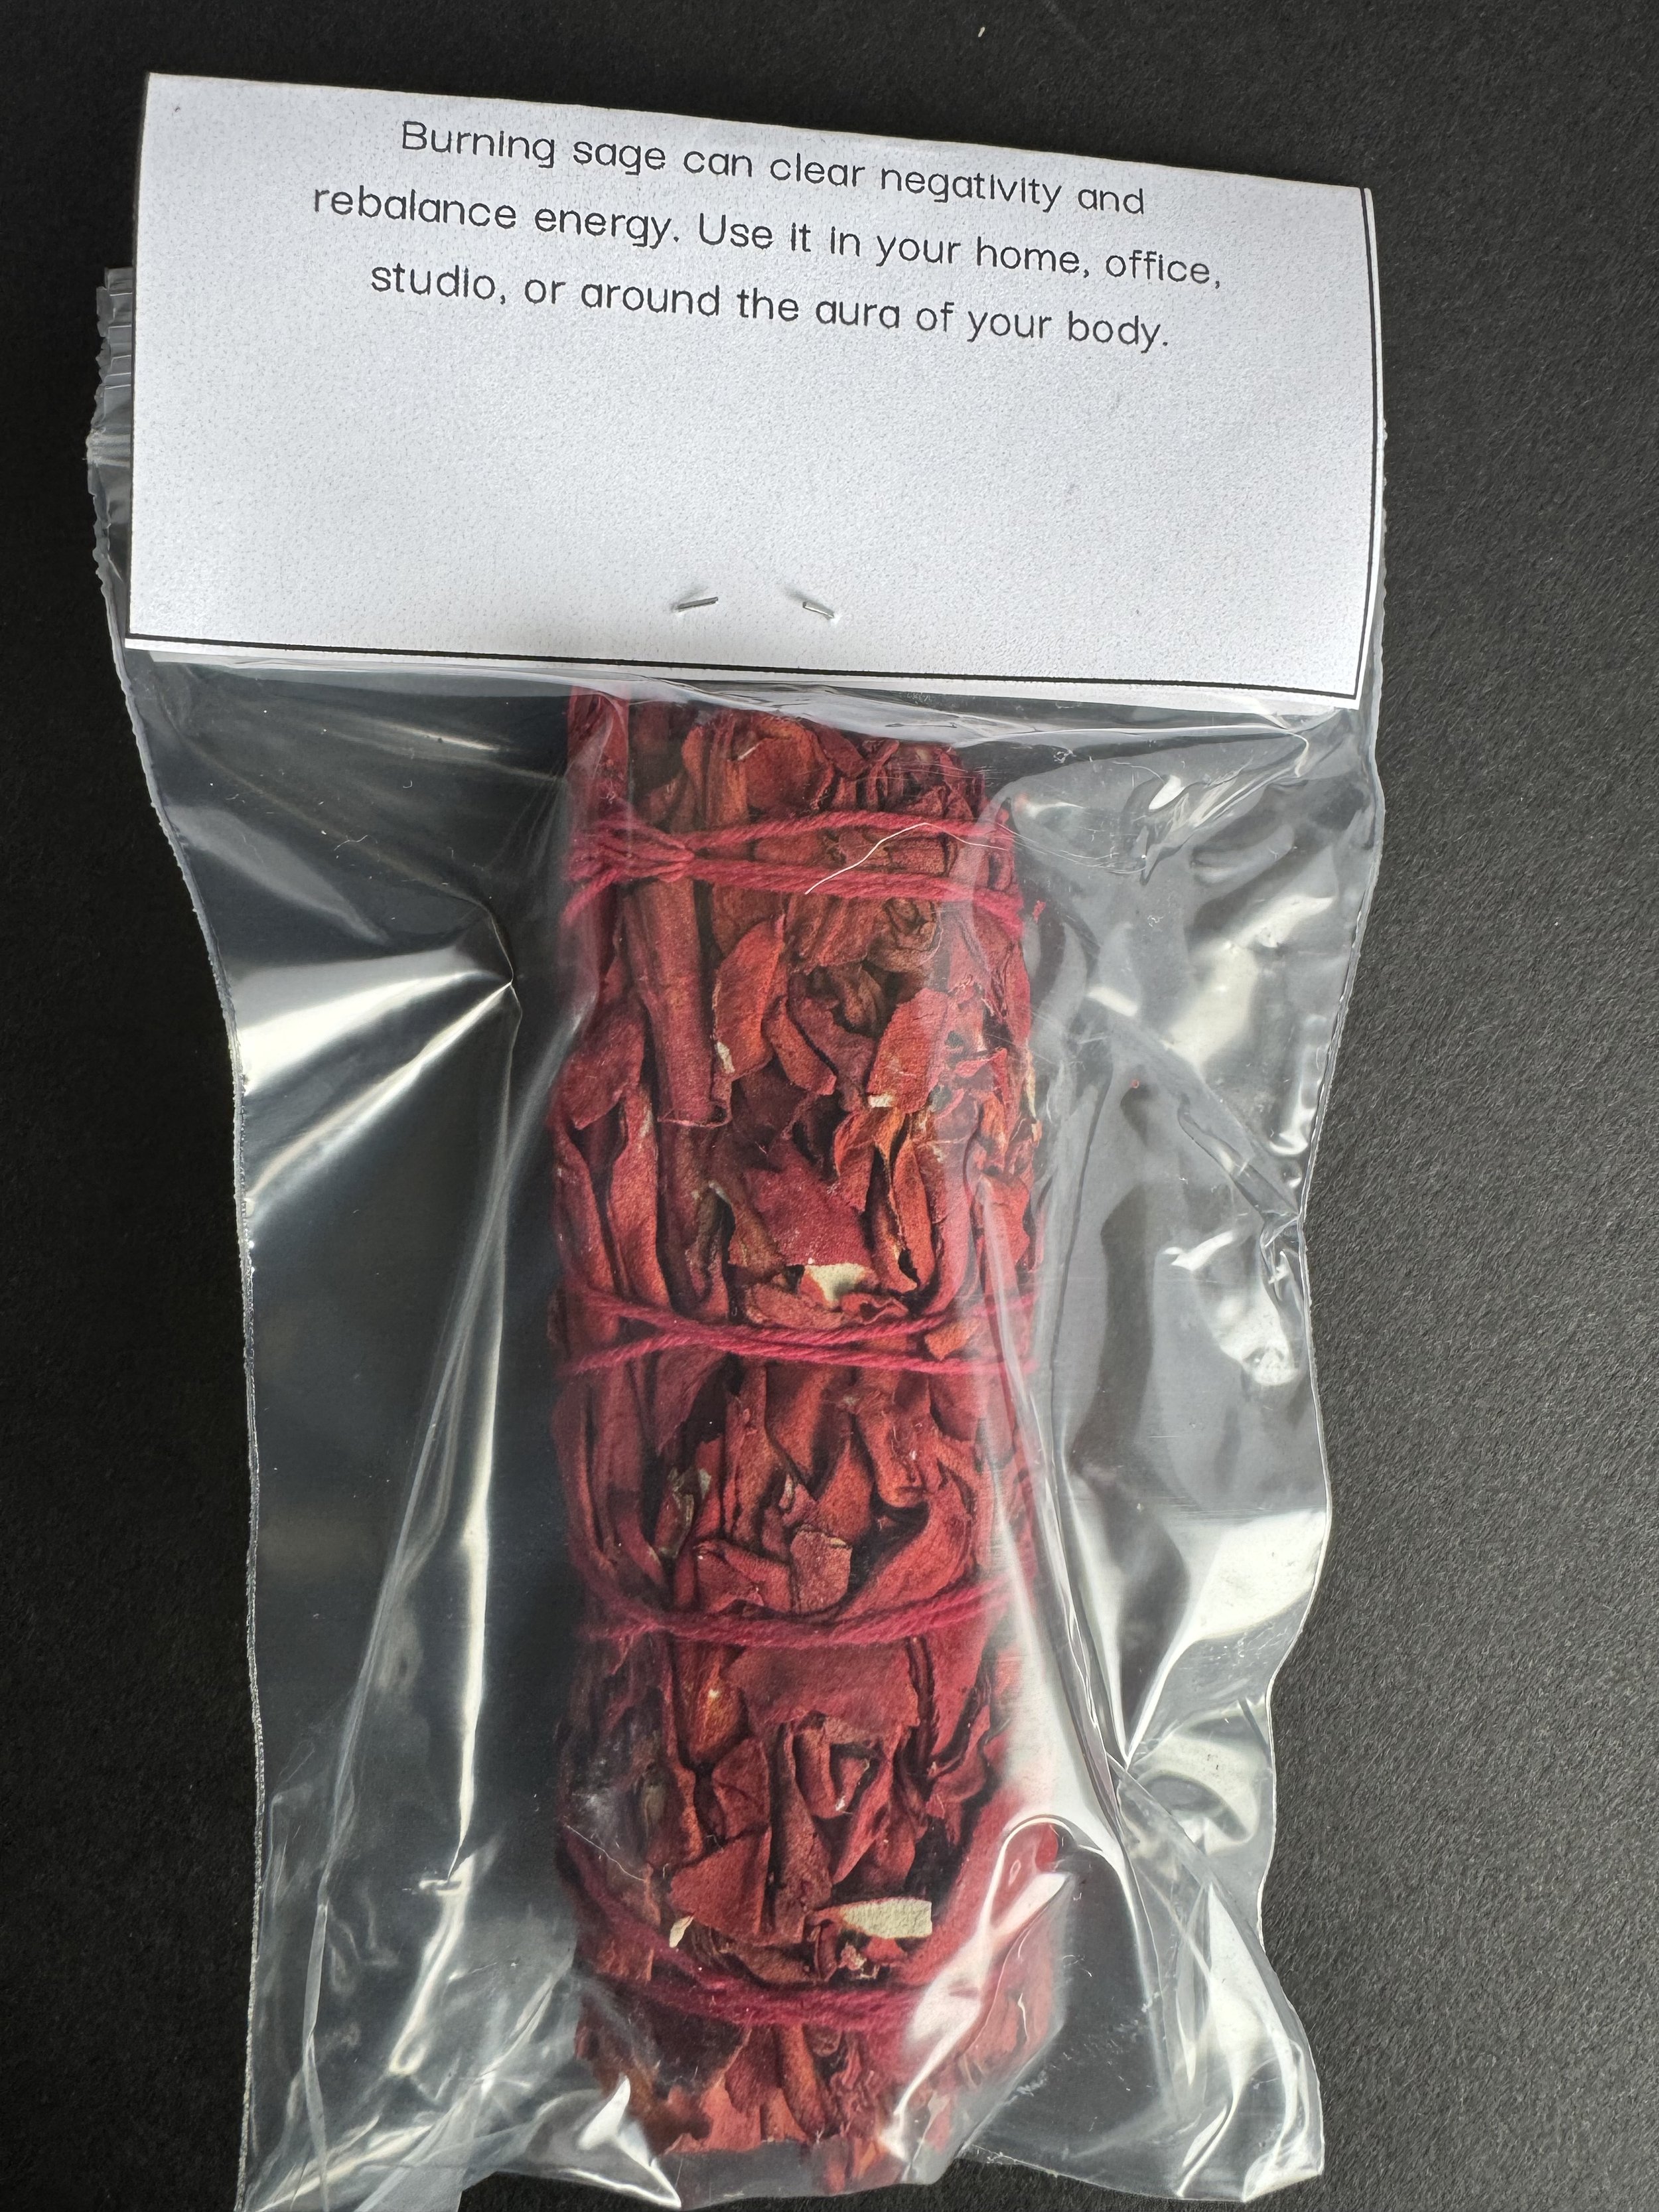 Burning sage can clear negativity and
rebalance energy. Use it in your home, office,
studio, or around the aura of your body.